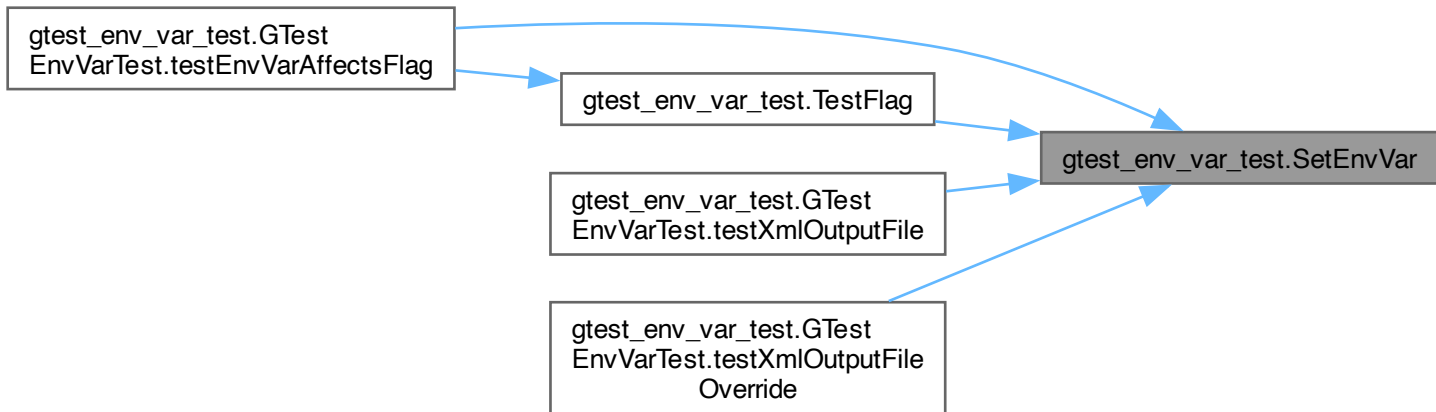 gtest_env_var_test.GTest
EnvVarTest.testEnvVarAffectsFlag
gtest_env_var_test.TestFlag
gtest_env_var_test.SetEnvVar
gtest_env_var_test.GTest
EnvVarTest.testXmlOutputFile
gtest_env_var_test.GTest
EnvVarTest.testXmlOutputFile
Override